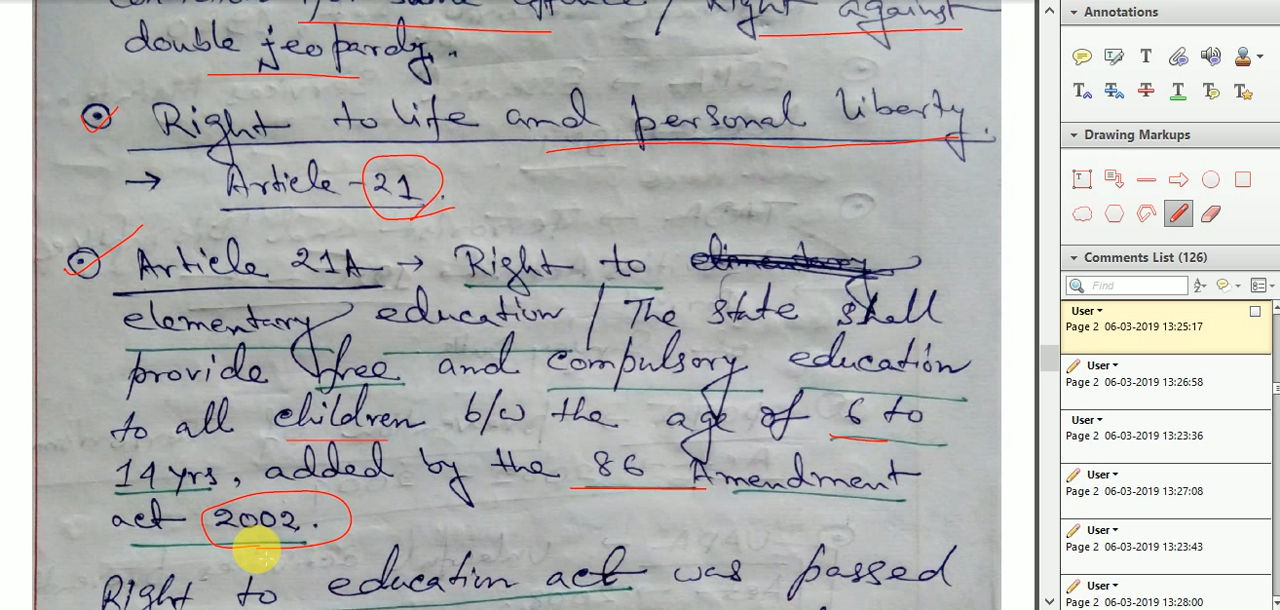 same offence / Right against
double jeopardy.
Right to life and personal liberty.
→ Article - 21.
Article 21A → Right to elimentary
elementary education / The state shall
provide free and compulsory education
to all children b/w the age of 6 to
14 yrs, added by the 86 Amendment
act 2002.
Right to education act was passed
Annotations
T
T T T T T T
Drawing Markups
T
Comments List (126)
Find
User
Page 2 06-03-2019 13:25:17
User
Page 2 06-03-2019 13:26:58
User
Page 2 06-03-2019 13:23:36
User
Page 2 06-03-2019 13:27:08
User
Page 2 06-03-2019 13:23:43
User
Page 2 06-03-2019 13:28:00